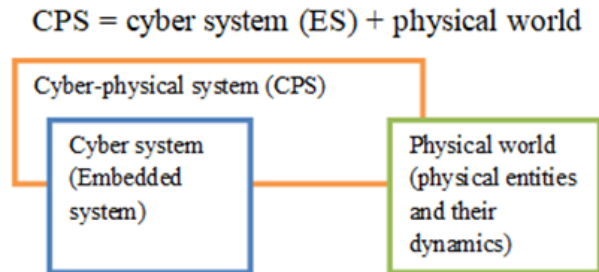 CPS = cyber system (ES) + physical world
Cyber-physical system (CPS)
Cyber system
(Embedded
system)
Physical world
(physical entities
and their
dynamics)